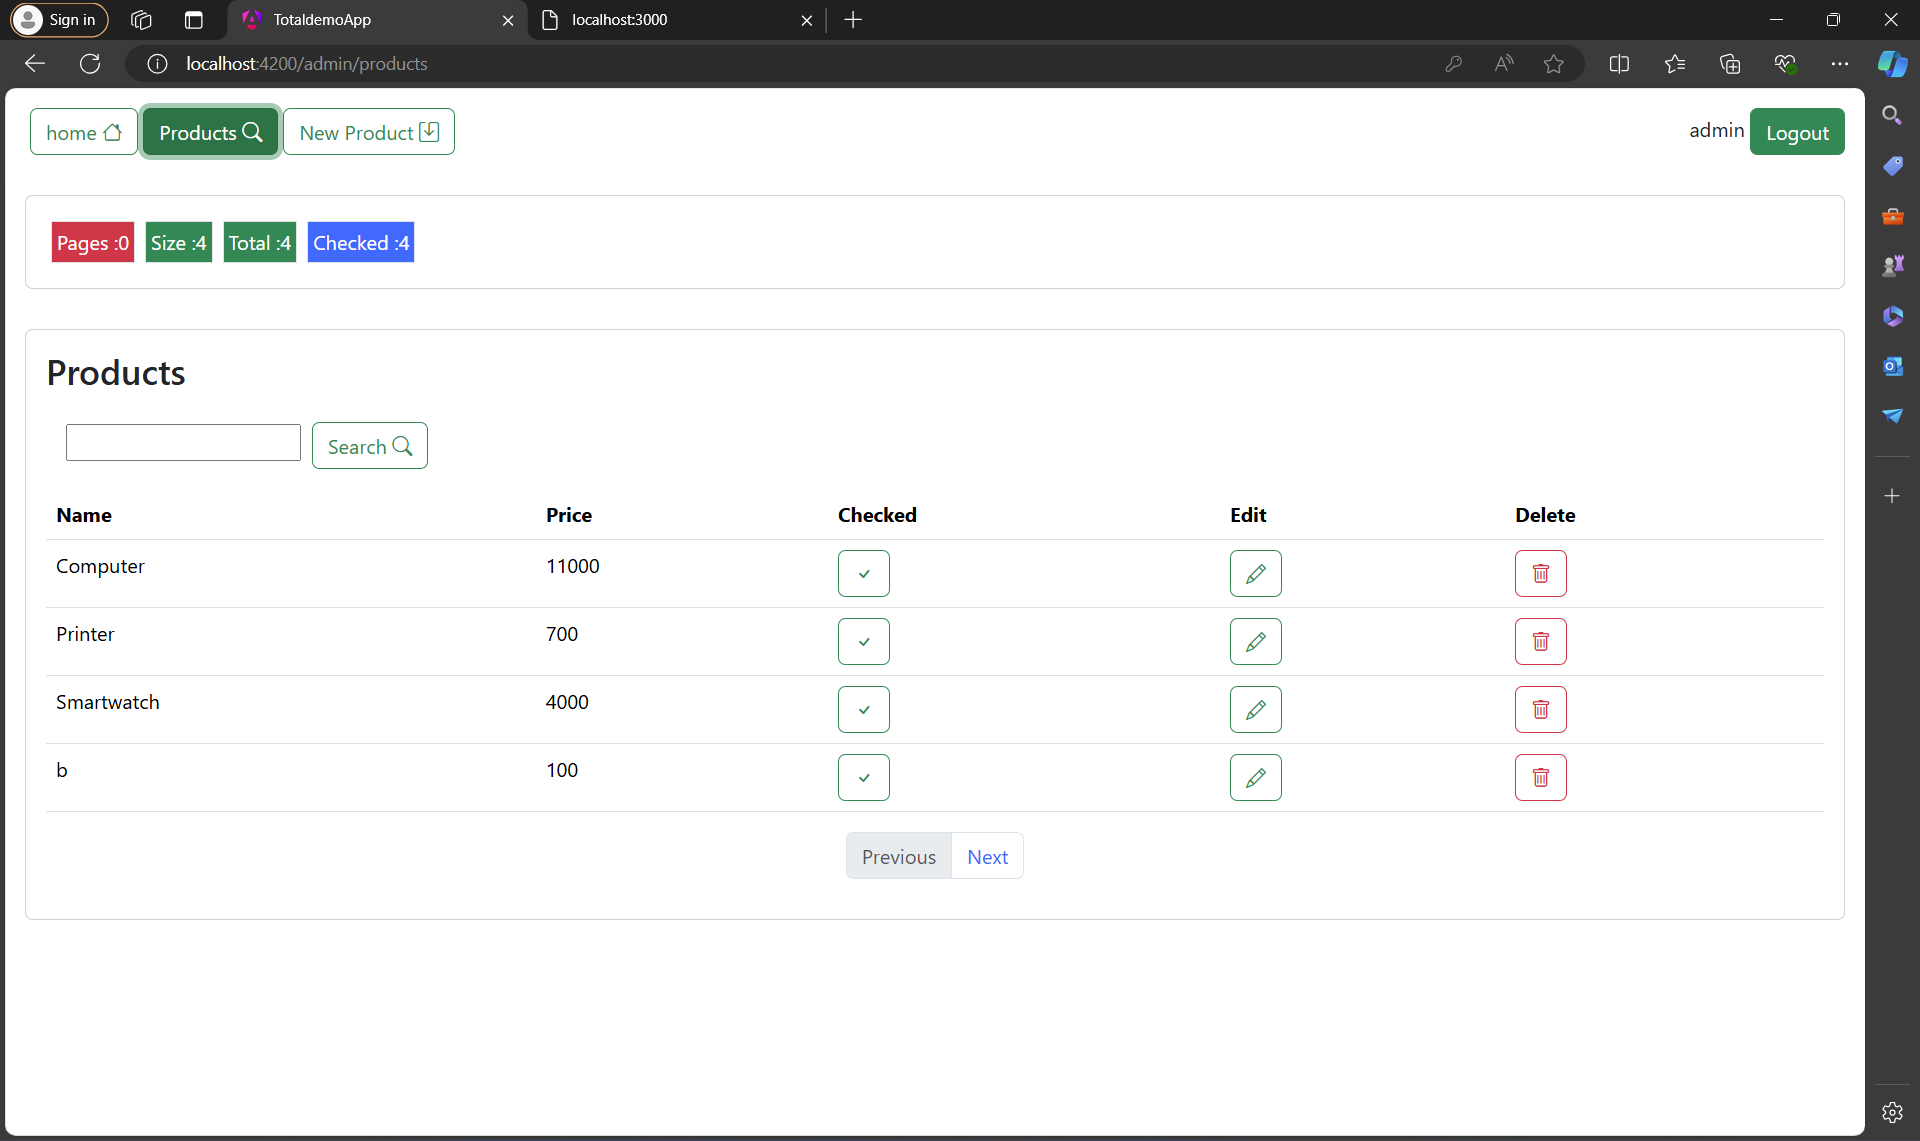 Sign in
TotaldemoApp
localhost:3000
localhost:4200/admin/products
home Products New Product admin Logout
Pages :0 Size :4 Total :4 Checked :4
Products
Search
Name Price Checked Edit Delete
Computer 11000
Printer 700
Smartwatch 4000
b 100
Previous Next